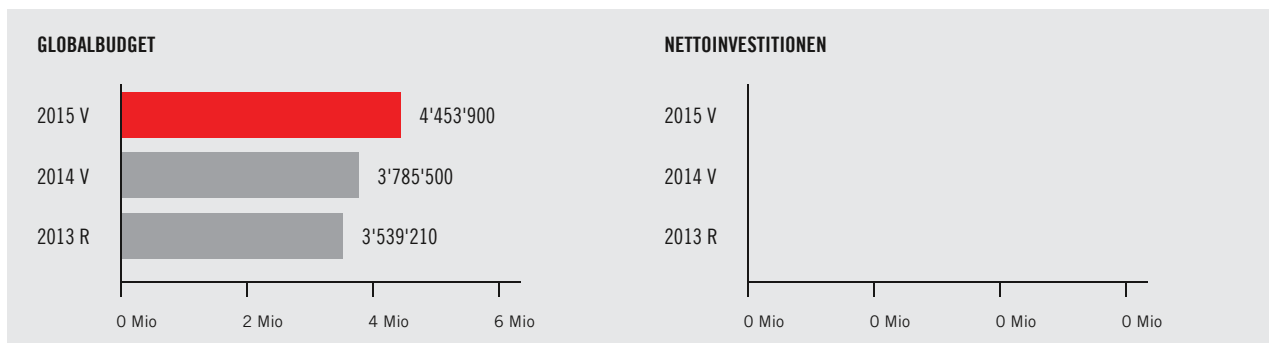 GLOBALBUDGET
2015 V 4'453'900
2014 V 3'785'500
2013 R 3'539'210
0 Mio 2 Mio 4 Mio 6 Mio
NETTOINVESTITIONEN
2015 V
2014 V
2013 R
0 Mio 0 Mio 0 Mio 0 Mio